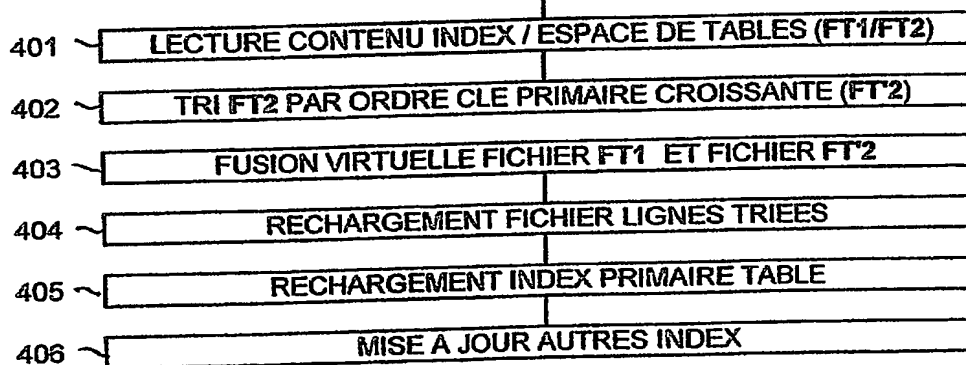 401 LECTURE CONTENU INDEX / ESPACE DE TABLES (FT1/FT2)
402 TRI FT2 PAR ORDRE CLE PRIMAIRE CROISSANTE (FT'2)
403 FUSION VIRTUELLE FICHIER FT1 ET FICHIER FT'2
404 RECHARGEMENT FICHIER LIGNES TRIEES
405 RECHARGEMENT INDEX PRIMAIRE TABLE
406 MISE A JOUR AUTRES INDEX